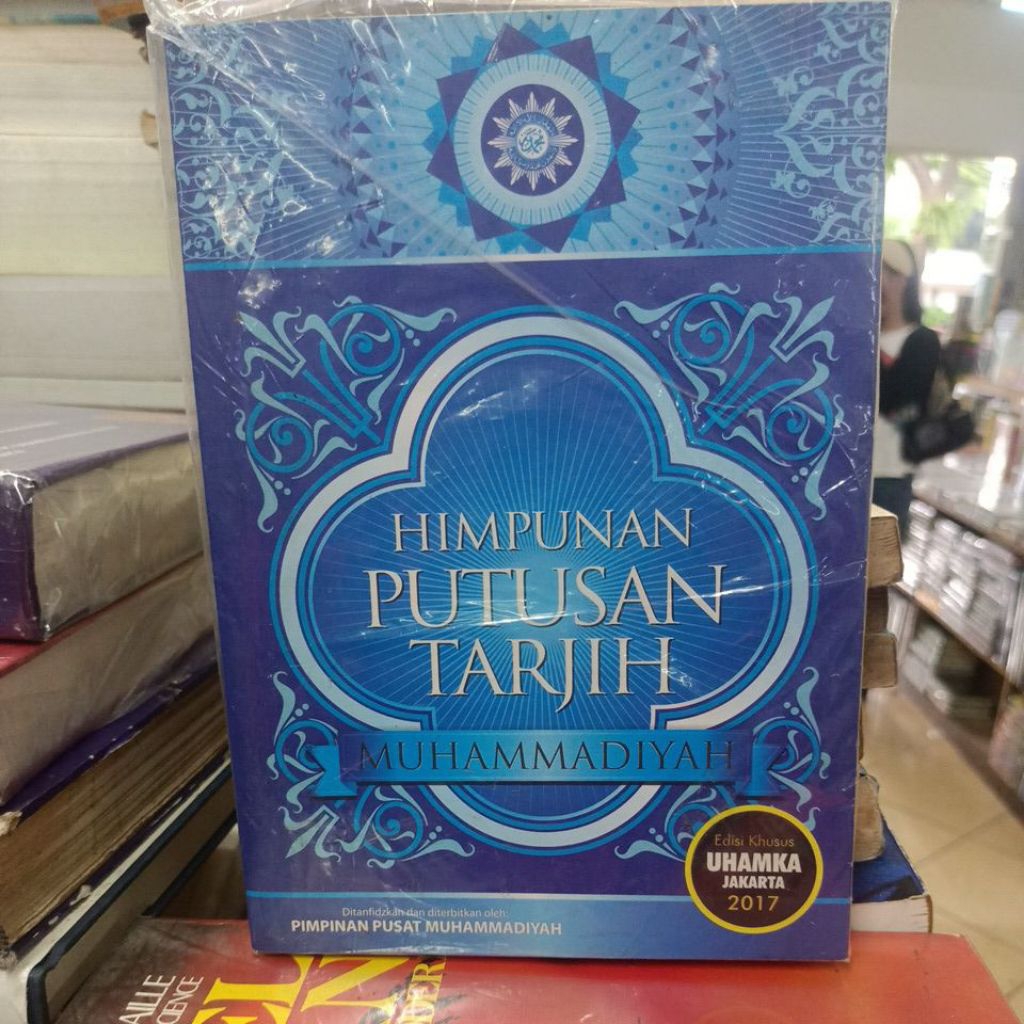 HIMPUNAN
PUTUSAN
TARJIH
MUHAMMADIYAH
Edisi Khusus
UHAMKA
JAKARTA
2017
Ditanfidzkan dan diterbitkan oleh:
PIMPINAN PUSAT MUHAMMADIYAH